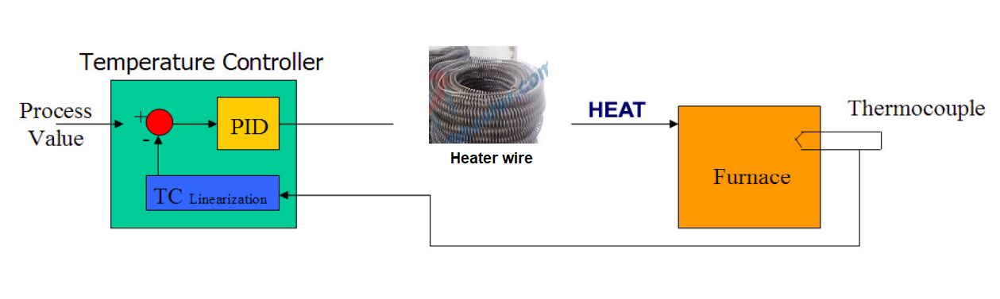 Temperature Controller
Process
Value
+
-
PID
TC Linearization
Heater wire
HEAT
Thermocouple
Furnace